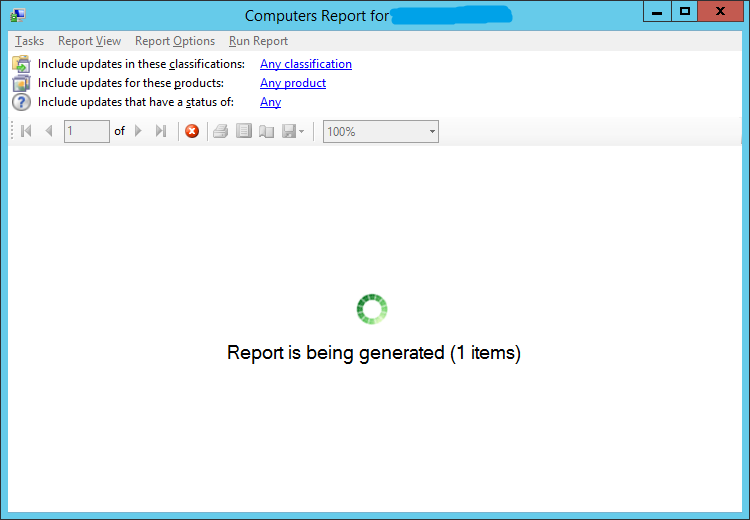 Computers Report for
Tasks Report View Report Options Run Report
Include updates in these classifications: Any classification
Include updates for these products: Any product
Include updates that have a status of: Any
1 of 100%
Report is being generated (1 items)